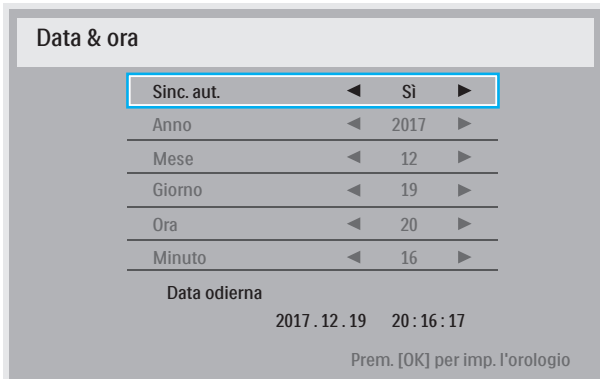 Data & ora
Sinc. aut. ◀ Sì ▶
Anno ◀ 2017 ▶
Mese ◀ 12 ▶
Giorno ◀ 19 ▶
Ora ◀ 20 ▶
Minuto ◀ 16 ▶
Data odierna
2017 . 12 . 19 20 : 16 : 17
Prem. [OK] per imp. l'orologio